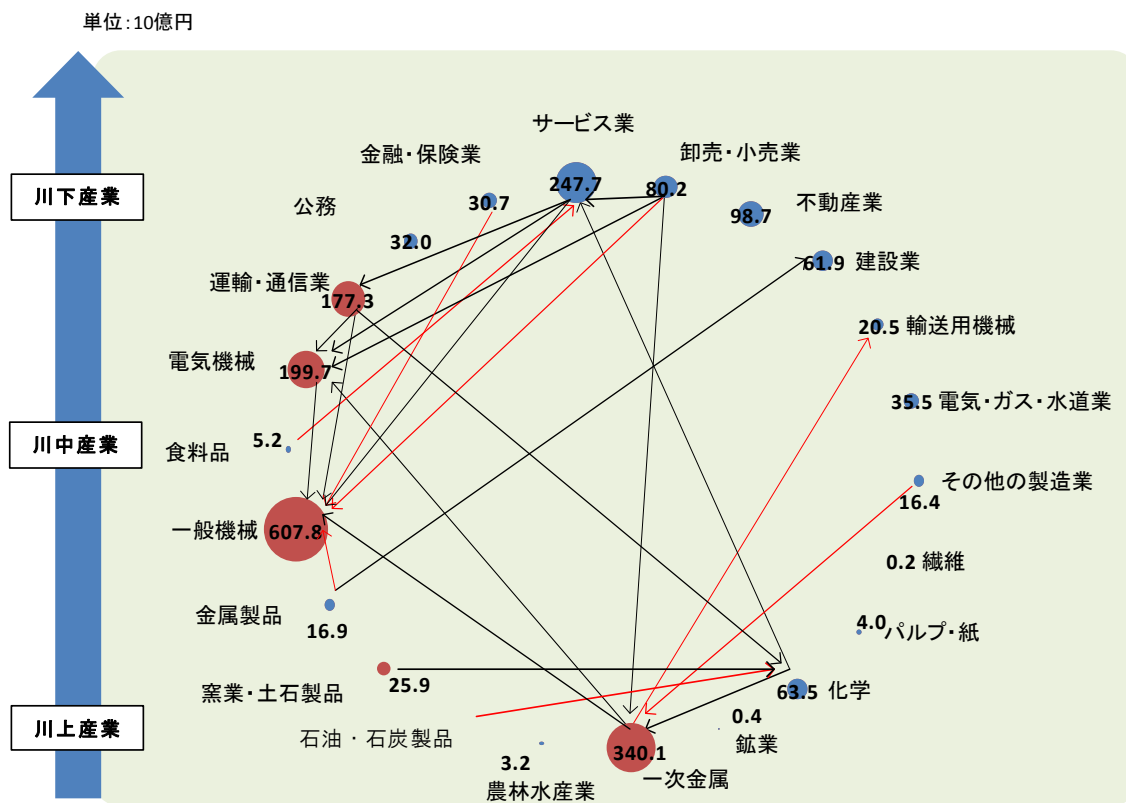 単位：10億円
サービス業
247.7
金融・保険業
30.7
卸売・小売業
80.2
川下産業
公務
32.0
不動産業
98.7
運輸・通信業
177.3
建設業
61.9
輸送用機械
20.5
電気機械
199.7
電気・ガス・水道業
35.5
川中産業
食料品
5.2
その他の製造業
16.4
一般機械
607.8
0.2 繊維
金属製品
16.9
4.0
パルプ・紙
窯業・土石製品
25.9
63.5
化学
川上産業
石油・石炭製品
0.4
鉱業
3.2
農林水産業
340.1
一次金属